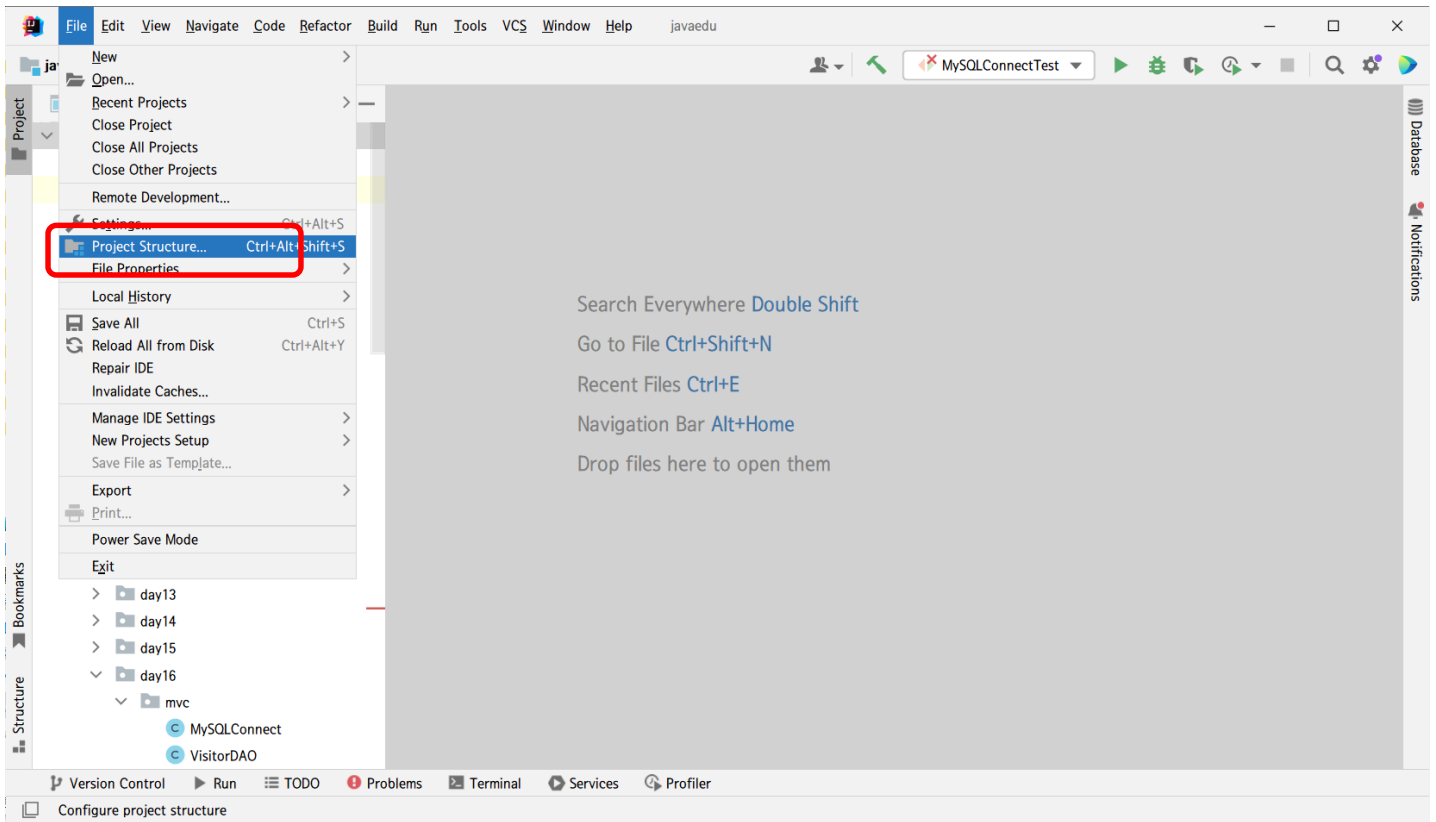 File Edit View Navigate Code Refactor Build Run Tools VCS Window Help javaedu
ja
MySQLConnectTest
New
Open...
Recent Projects
Close Project
Close All Projects
Close Other Projects
Remote Development...
Settings... Ctrl+Alt+S
Project Structure... Ctrl+Alt+Shift+S
File Properties
Local History
Save All Ctrl+S
Reload All from Disk Ctrl+Alt+Y
Repair IDE
Invalidate Caches...
Manage IDE Settings
New Projects Setup
Save File as Template...
Export
Print...
Power Save Mode
Exit
day13
day14
day15
day16
mvc
MySQLConnect
VisitorDAO
Project
Bookmarks
Structure
Search Everywhere Double Shift
Go to File Ctrl+Shift+N
Recent Files Ctrl+E
Navigation Bar Alt+Home
Drop files here to open them
Database
Notifications
Version Control Run TODO Problems Terminal Services Profiler
Configure project structure